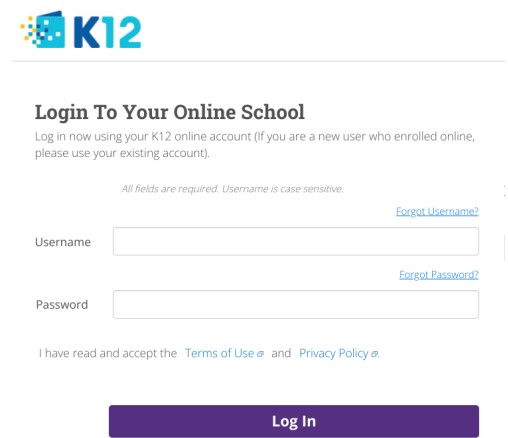 K12
Login To Your Online School
Log in now using your K12 online account (If you are a new user who enrolled online,
please use your existing account).
All fields are required. Username is case sensitive.
Forgot Username?
Username
Forgot Password?
Password
I have read and accept the Terms of Use and Privacy Policy.
Log In